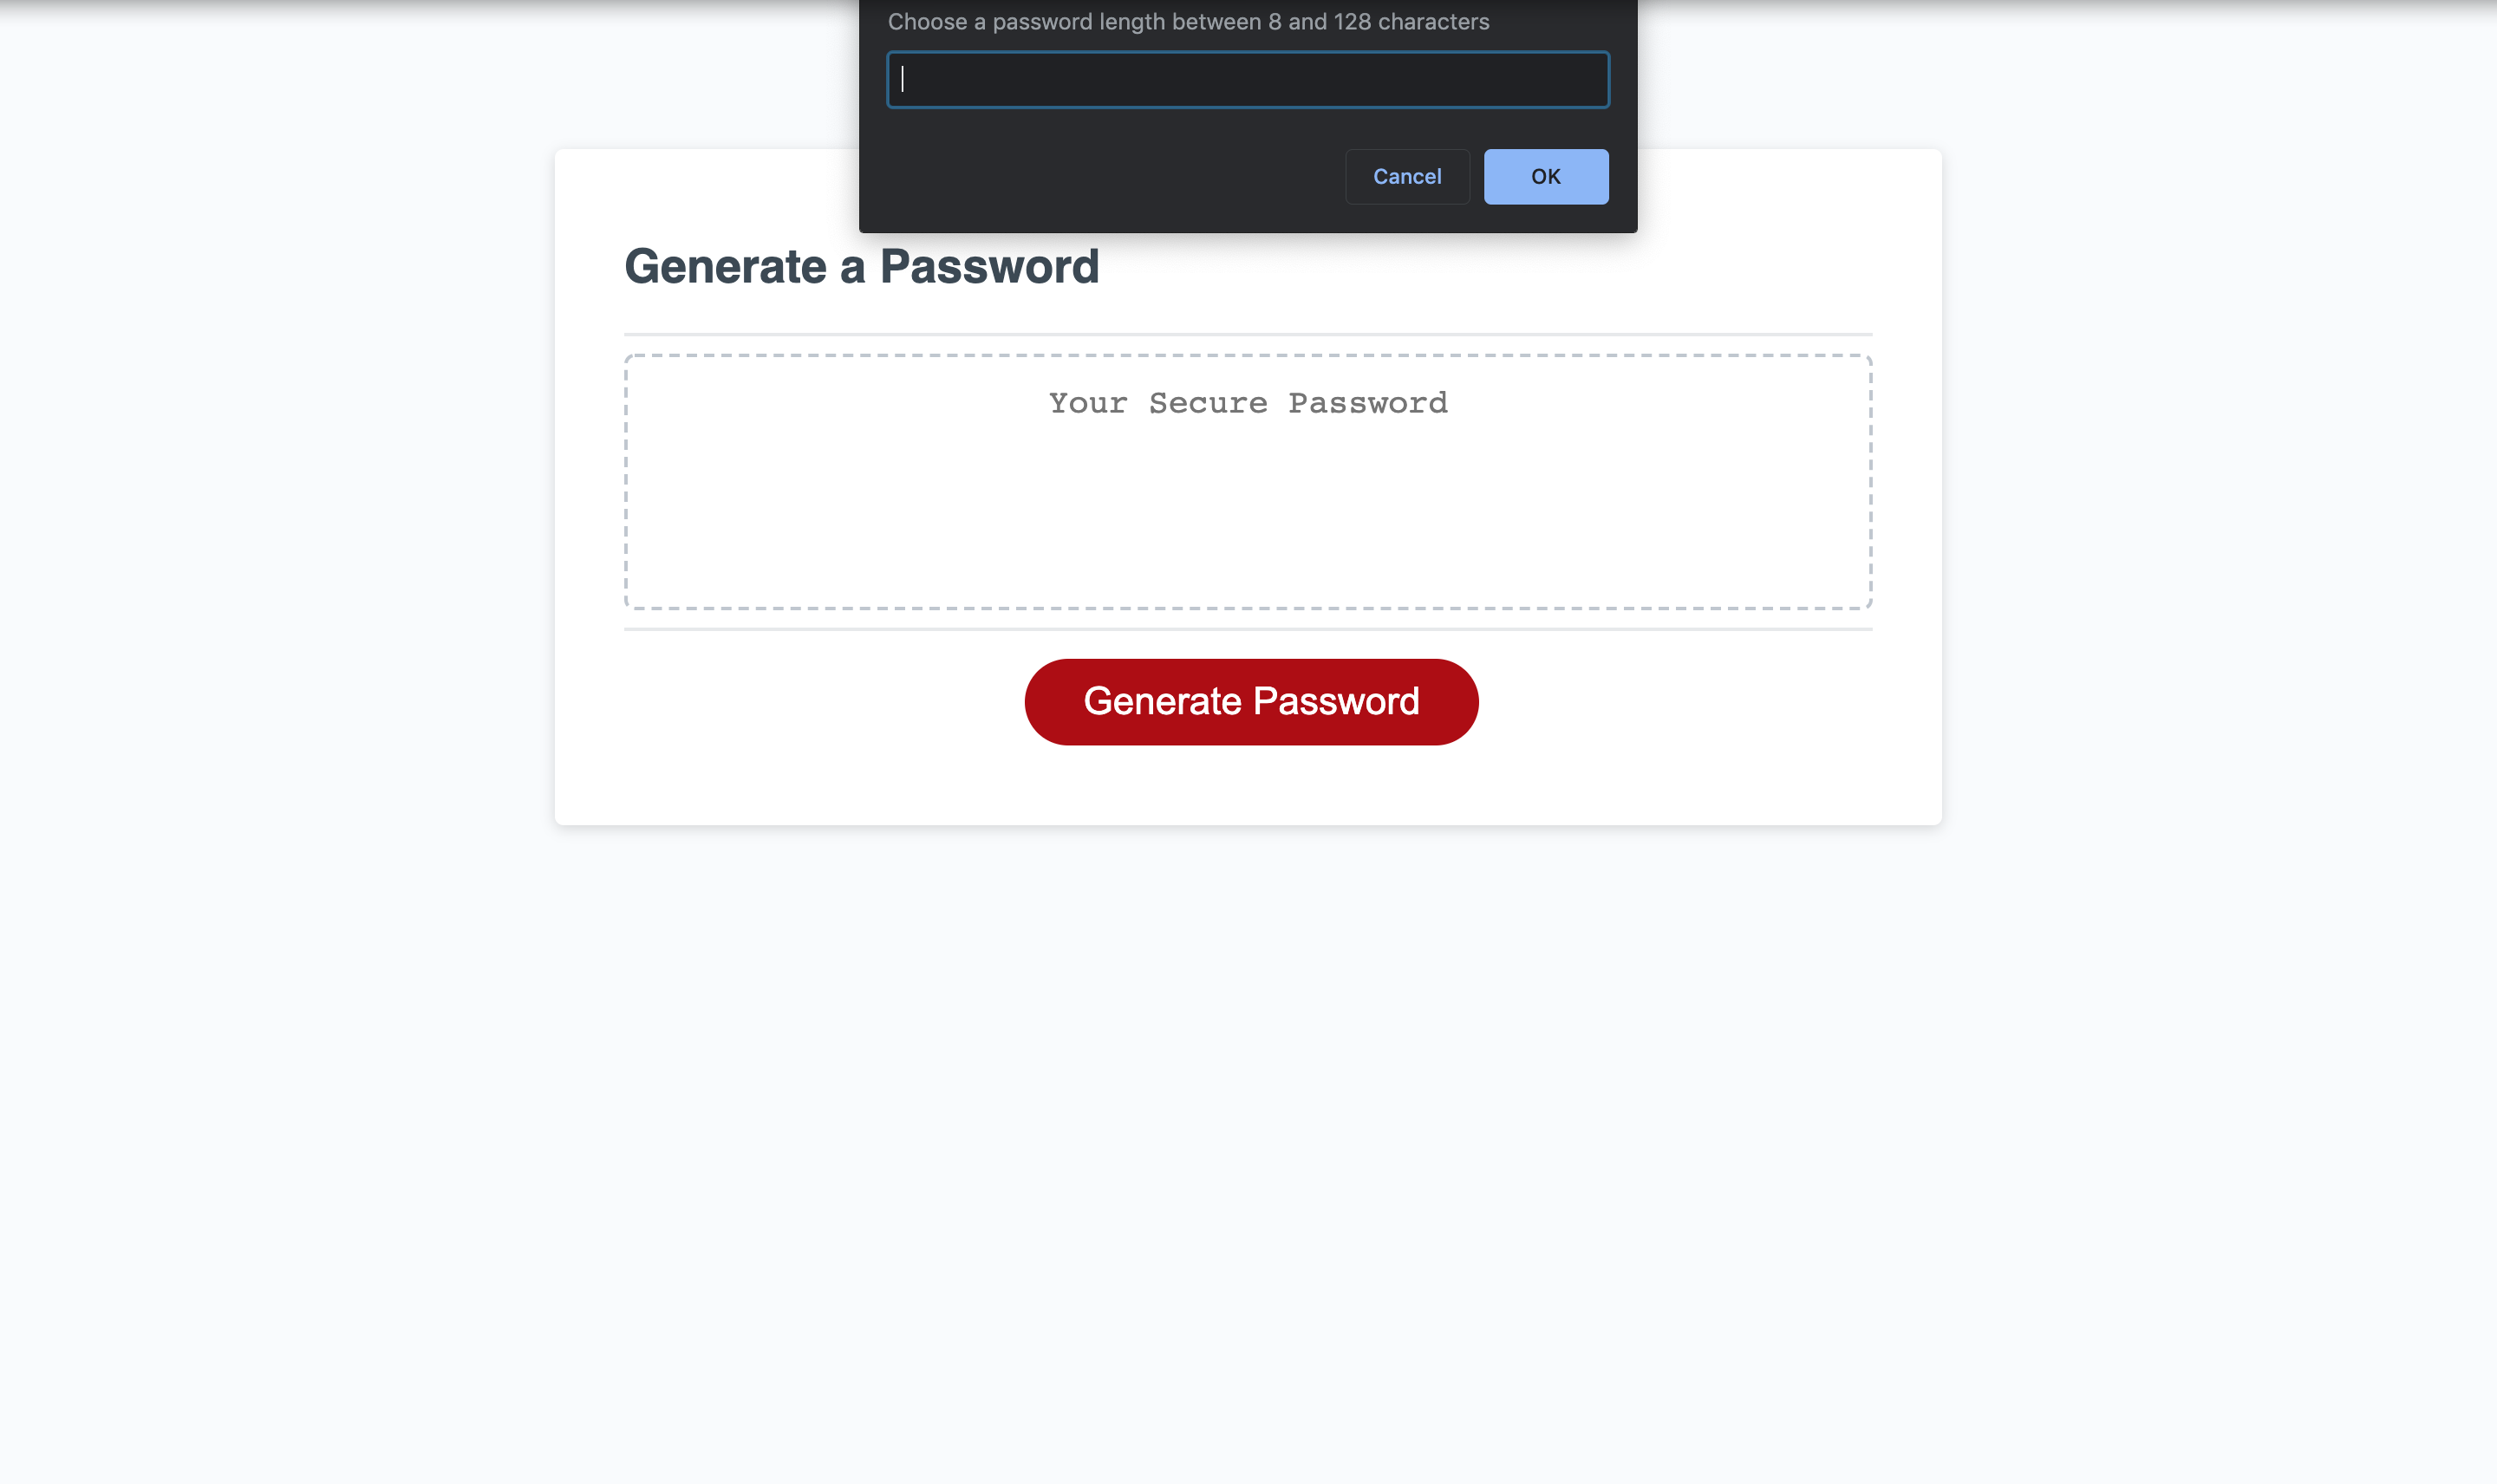 Choose a password length between 8 and 128 characters
Cancel
OK
Generate a Password
Your Secure Password
Generate Password